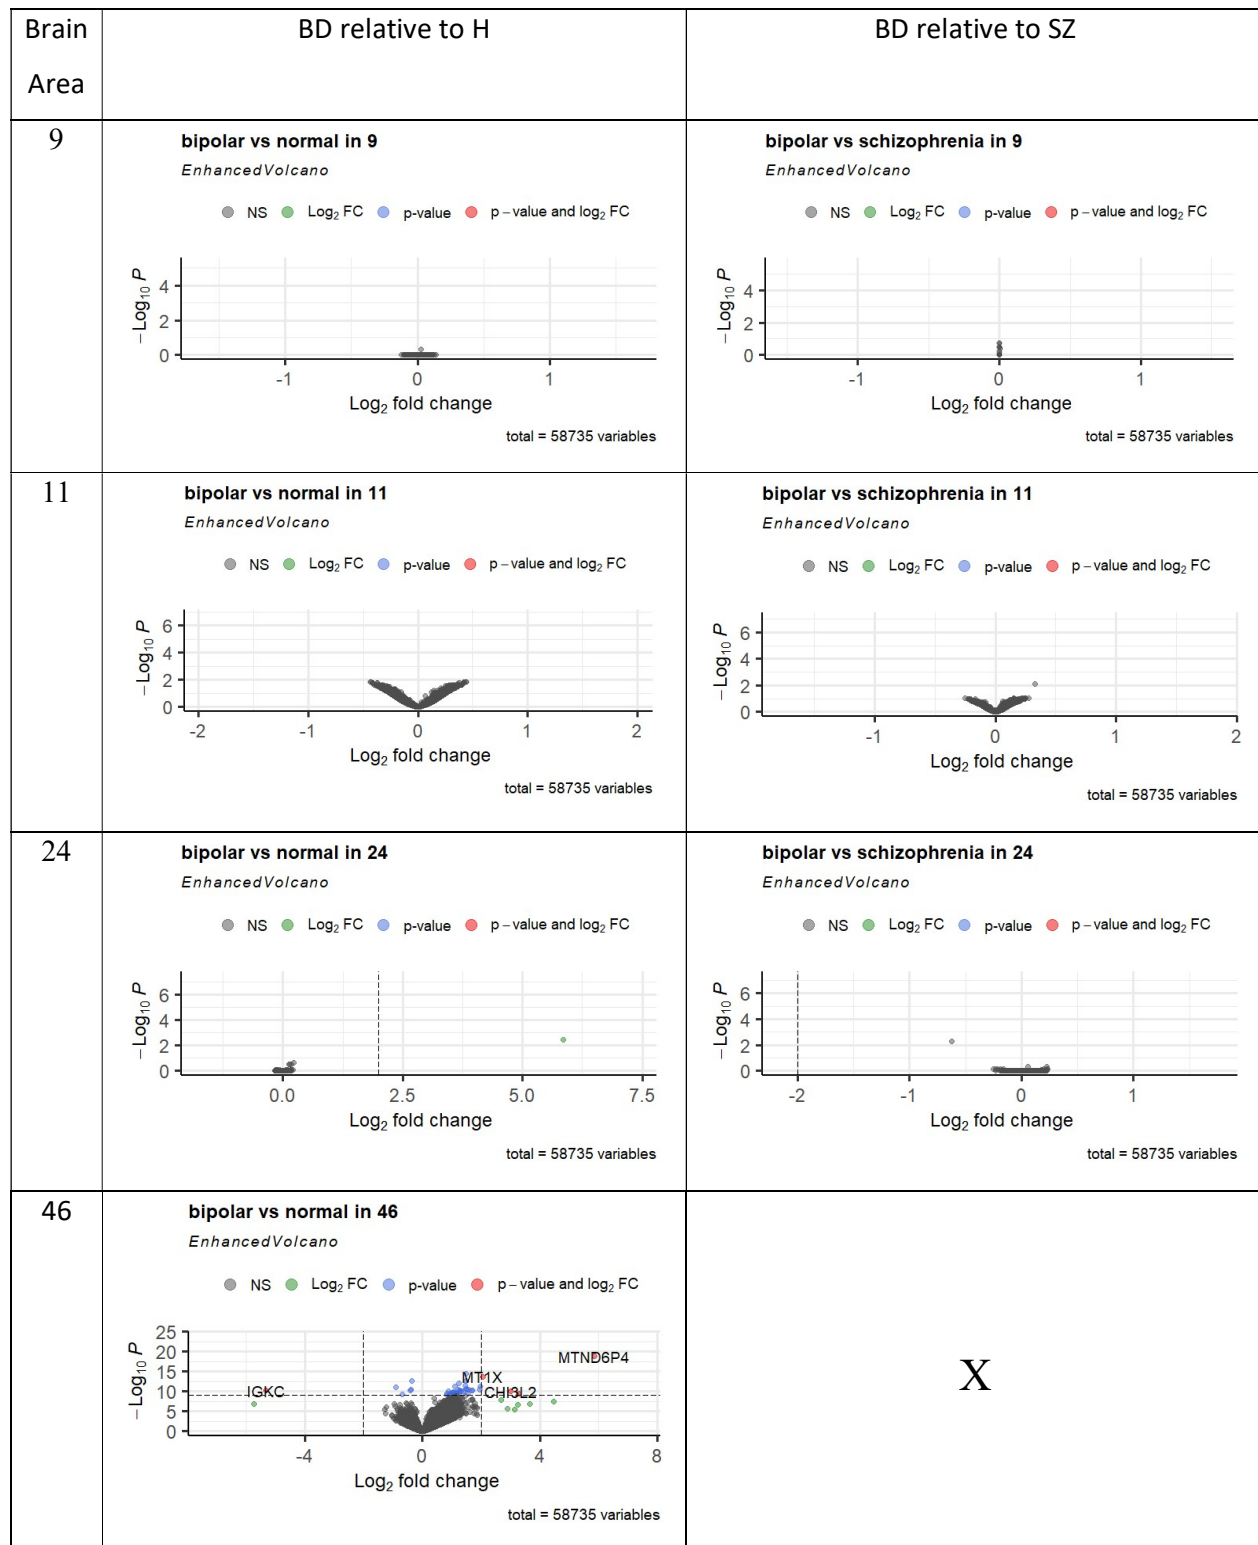 Brain Area
BD relative to H
BD relative to SZ
9
bipolar vs normal in 9
EnhancedVolcano
NS Log2 FC p-value p – value and log2 FC
– Log10 P
4
2
0
-1 0 1
Log2 fold change
total = 58735 variables
bipolar vs schizophrenia in 9
EnhancedVolcano
NS Log2 FC p-value p – value and log2 FC
– Log10 P
4
2
0
-1 0 1
Log2 fold change
total = 58735 variables
11
bipolar vs normal in 11
EnhancedVolcano
NS Log2 FC p-value p – value and log2 FC
– Log10 P
6
4
2
0
-2 -1 0 1 2
Log2 fold change
total = 58735 variables
bipolar vs schizophrenia in 11
EnhancedVolcano
NS Log2 FC p-value p – value and log2 FC
– Log10 P
6
4
2
0
-1 0 1 2
Log2 fold change
total = 58735 variables
24
bipolar vs normal in 24
EnhancedVolcano
NS Log2 FC p-value p – value and log2 FC
– Log10 P
6
4
2
0
0.0 2.5 5.0 7.5
Log2 fold change
total = 58735 variables
bipolar vs schizophrenia in 24
EnhancedVolcano
NS Log2 FC p-value p – value and log2 FC
– Log10 P
6
4
2
0
-2 -1 0 1
Log2 fold change
total = 58735 variables
46
bipolar vs normal in 46
EnhancedVolcano
NS Log2 FC p-value p – value and log2 FC
– Log10 P
25
20
15
10
5
0
MTND6P4
MT1X
IGKC
CHI3L2
-4 0 4 8
Log2 fold change
total = 58735 variables
X